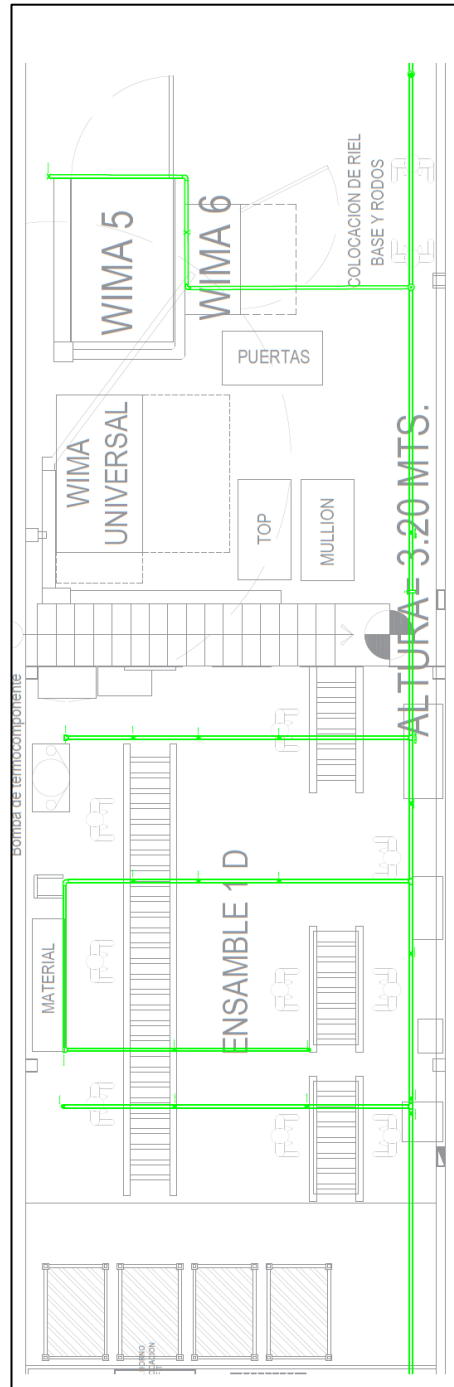 WIMA 5
WIMA 6
COLOCACION DE RIEL
BASE Y RODOS
PUERTAS
WIMA
UNIVERSAL
TOP
MULLION
ALTURA= 3.20 MTS.
Bomba de termocomponente
MATERIAL
ENSAMBLE 1 D